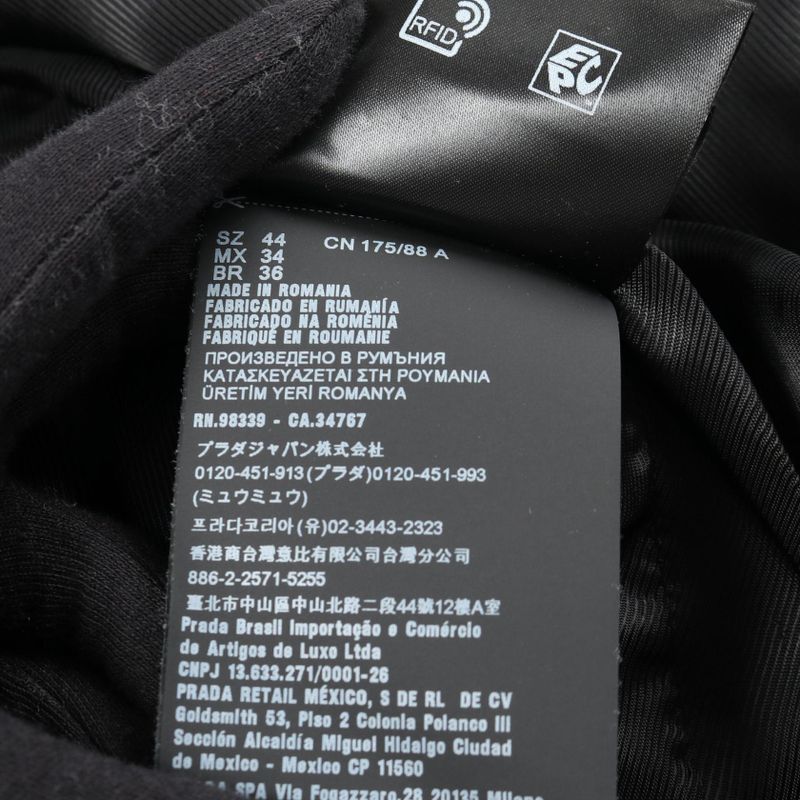 RFID
EPC
SZ 44 CN 175/88 A
MX 34
BR 36
MADE IN ROMANIA
FABRICADO EN RUMANÍA
FABRICADO NA ROMÉNIA
FABRIQUÉ EN ROUMANIE
ПРОИЗВЕДЕНО В РУМЪНИЯ
ΚΑΤΑΣΚΕΥΑΖΕΤΑΙ ΣΤΗ ΡΟΥΜΑΝΙΑ
ÜRETİM YERİ ROMANYA
RN.98339 - CA.34767
プラダジャパン株式会社
0120-451-913(プラダ)0120-451-993
(ミュウミュウ)
프라다코리아(유)02-3443-2323
香港商台灣意比有限公司台灣分公司
886-2-2571-5255
臺北市中山區中山北路二段44號12樓A室
Prada Brasil Importação e Comércio
de Artigos de Luxo Ltda
CNPJ 13.633.271/0001-26
PRADA RETAIL MÉXICO, S DE RL DE CV
Goldsmith 53, Piso 2 Colonia Polanco III
Sección Alcaldía Miguel Hidalgo Ciudad
de Mexico - Mexico CP 11560
SPA Via Fogazzaro,28 20135 Milano